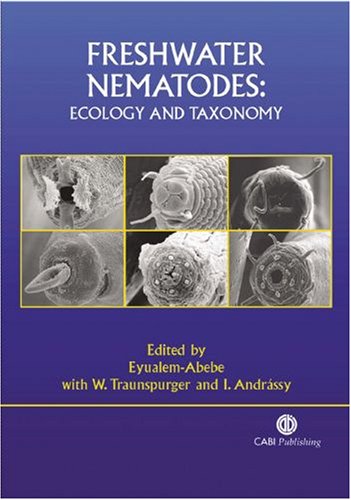 FRESHWATER
NEMATODES:
ECOLOGY AND TAXONOMY
Edited by
Eyualem-Abebe
with W. Traunspurger and I. Andrássy
CABI Publishing